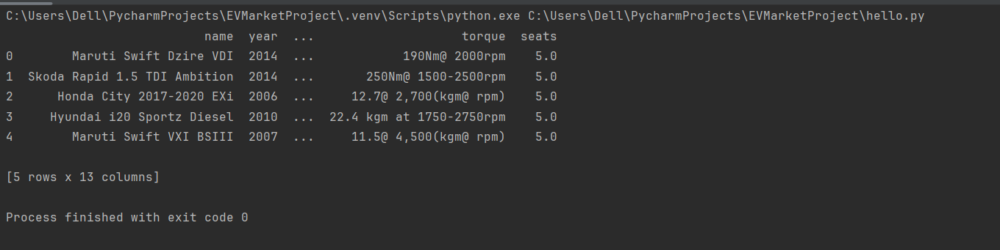 C:\Users\Dell\PycharmProjects\EVMarketProject\.venv\Scripts\python.exe C:\Users\Dell\PycharmProjects\EVMarketProject\hello.py
name year ... torque seats
0 Maruti Swift Dzire VDI 2014 ... 190Nm@ 2000rpm 5.0
1 Skoda Rapid 1.5 TDI Ambition 2014 ... 250Nm@ 1500-2500rpm 5.0
2 Honda City 2017-2020 EXi 2006 ... 12.7@ 2,700(kgm@ rpm) 5.0
3 Hyundai i20 Sportz Diesel 2010 ... 22.4 kgm at 1750-2750rpm 5.0
4 Maruti Swift VXI BSIII 2007 ... 11.5@ 4,500(kgm@ rpm) 5.0
[5 rows x 13 columns]
Process finished with exit code 0